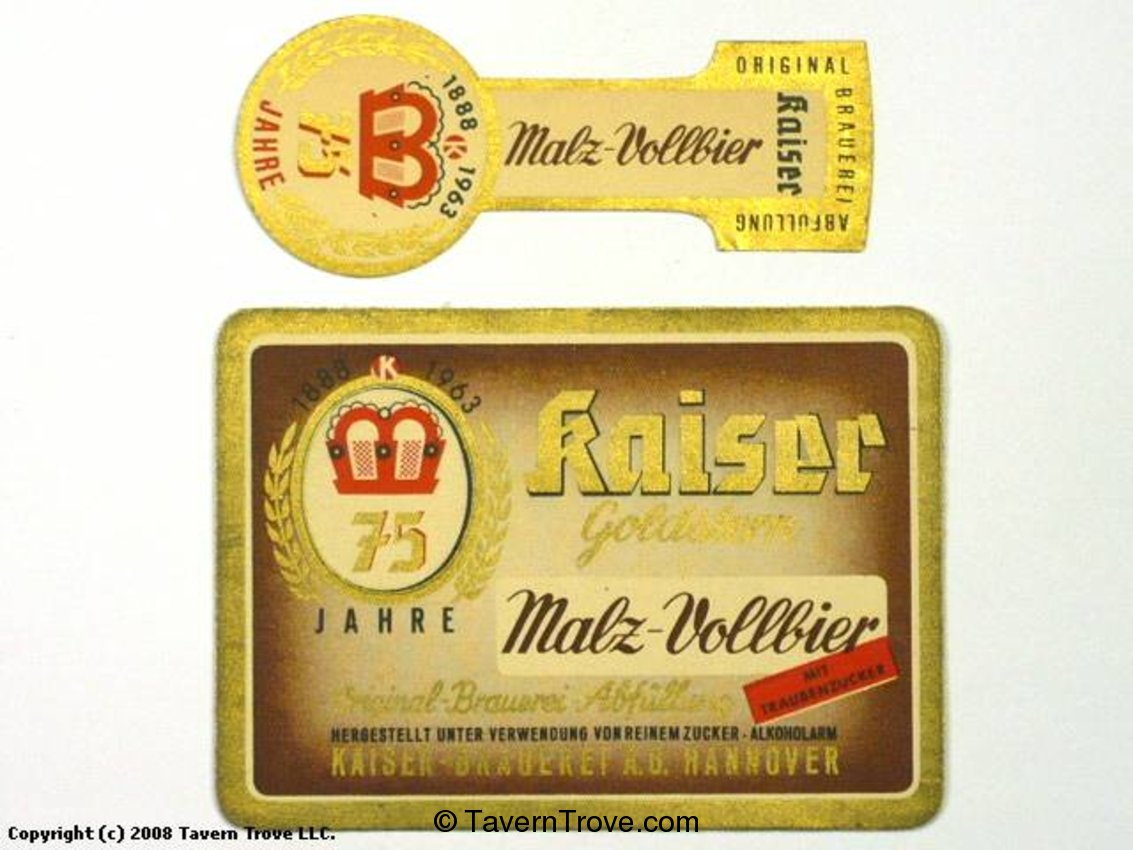 ORIGINAL
BRAUEREI
ABFÜLLUNG
Kaiser
Malz-Vollbier
1888 K 1963
75
JAHRE
1888 K 1963
75
JAHRE
Kaiser
Goldstern
Malz-Vollbier
MIT
TRAUBENZUCKER
Original-Brauerei-Abfüllung
HERGESTELLT UNTER VERWENDUNG VON REINEM ZUCKER · ALKOHOLARM
KAISER-BRAUEREI A.G. HANNOVER
© TavernTrove.com
Copyright (c) 2008 Tavern Trove LLC.